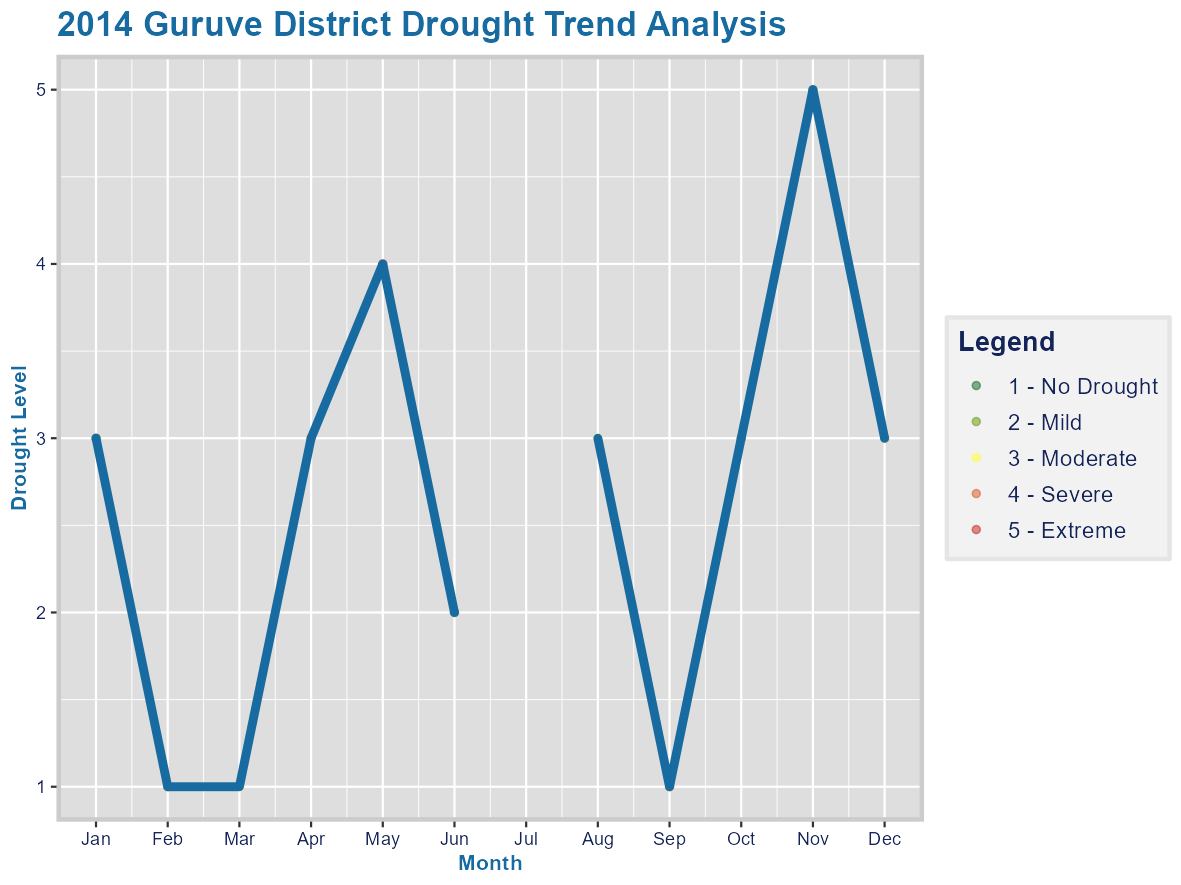 2014 Guruve District Drought Trend Analysis
5
4
3
2
1
Drought Level
Jan Feb Mar Apr May Jun Jul Aug Sep Oct Nov Dec
Month
Legend
1 - No Drought
2 - Mild
3 - Moderate
4 - Severe
5 - Extreme